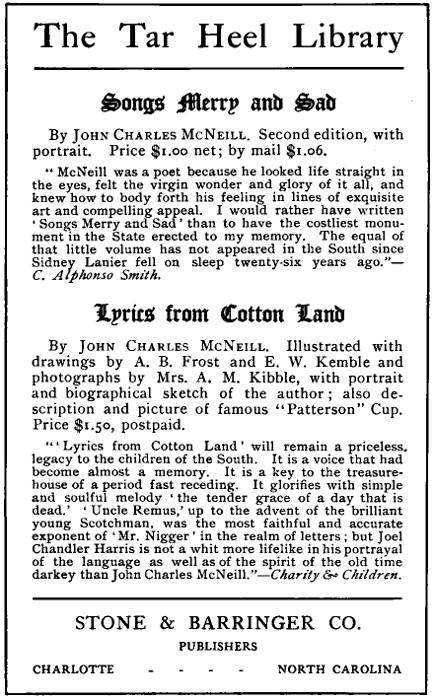 The Tar Heel Library
Songs Merry and Sad
By JOHN CHARLES MCNEILL. Second edition, with
portrait. Price $1.00 net; by mail $1.06.
“ McNeill was a poet because he looked life straight in
the eyes, felt the virgin wonder and glory of it all, and
knew how to body forth his feeling in lines of exquisite
art and compelling appeal. I would rather have written
‘ Songs Merry and Sad ’ than to have the costliest monu-
ment in the State erected to my memory. The equal of
that little volume has not appeared in the South since
Sidney Lanier fell on sleep twenty-six years ago.”—
C. Alphonso Smith.
Lyrics from Cotton Land
By JOHN CHARLES MCNEILL. Illustrated with
drawings by A. B. Frost and E. W. Kemble and
photographs by Mrs. A. M. Kibble, with portrait
and biographical sketch of the author ; also de-
scription and picture of famous “Patterson” Cup.
Price $1.50, postpaid.
“ ‘ Lyrics from Cotton Land ’ will remain a priceless.
legacy to the children of the South. It is a voice that had
become almost a memory. It is a key to the treasure-
house of a period fast receding. It glorifies with simple
and soulful melody ‘ the tender grace of a day that is
dead.’ ‘ Uncle Remus,’ up to the advent of the brilliant
young Scotchman, was the most faithful and accurate
exponent of ‘ Mr. Nigger ’ in the realm of letters ; but Joel
Chandler Harris is not a whit more lifelike in his portrayal
of the language as well as of the spirit of the old time
darkey than John Charles McNeill.”—Charity & Children.
STONE & BARRINGER CO.
PUBLISHERS
CHARLOTTE - - - - NORTH CAROLINA